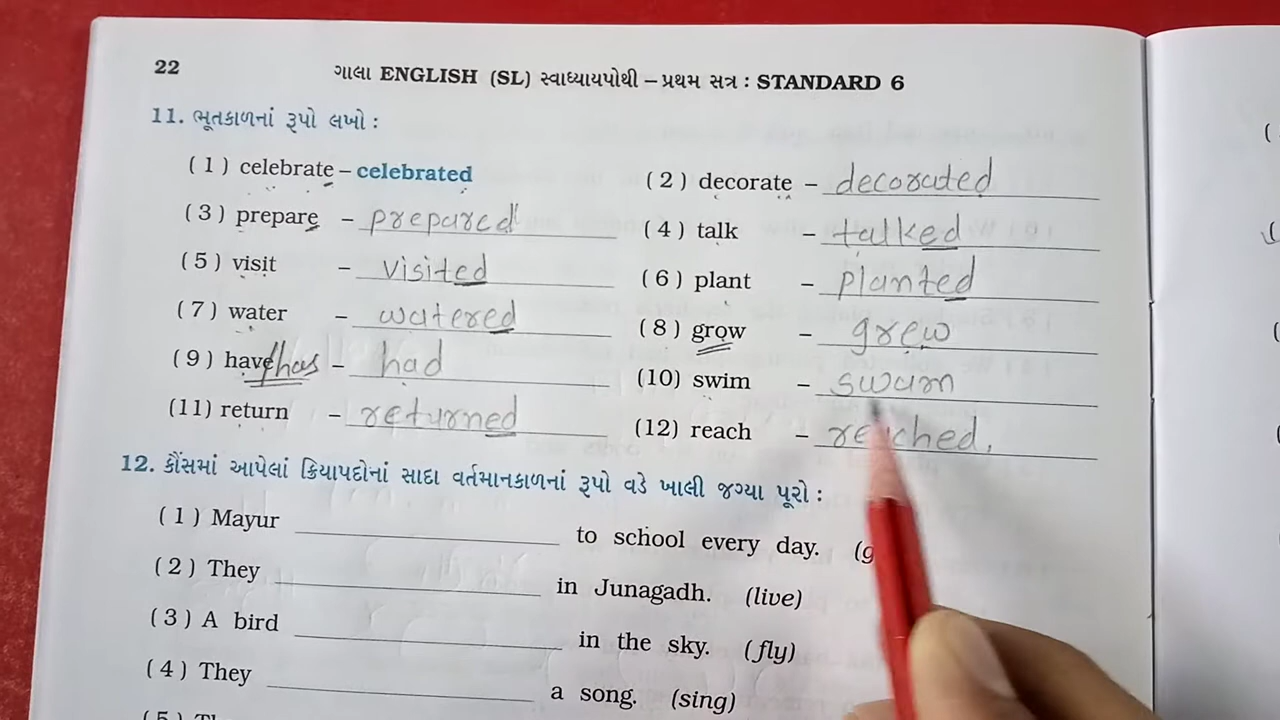 22 ગાલા ENGLISH (SL) સ્વાધ્યાયપોથી – પ્રથમ સત્ર : STANDARD 6
11. ભૂતકાળનાં રૂપો લખો :
(1) celebrate – celebrated (2) decorate – decorated
(3) prepare – prepared (4) talk – talked
(5) visit – visited (6) plant – planted
(7) water – watered (8) grow – grew
(9) have/has – had (10) swim – swam
(11) return – returned (12) reach – reached.
12. કૌંસમાં આપેલાં ક્રિયાપદોનાં સાદા વર્તમાનકાળનાં રૂપો વડે ખાલી જગ્યા પૂરો :
(1) Mayur ________ to school every day.
(2) They ________ in Junagadh. (live)
(3) A bird ________ in the sky. (fly)
(4) They ________ a song. (sing)